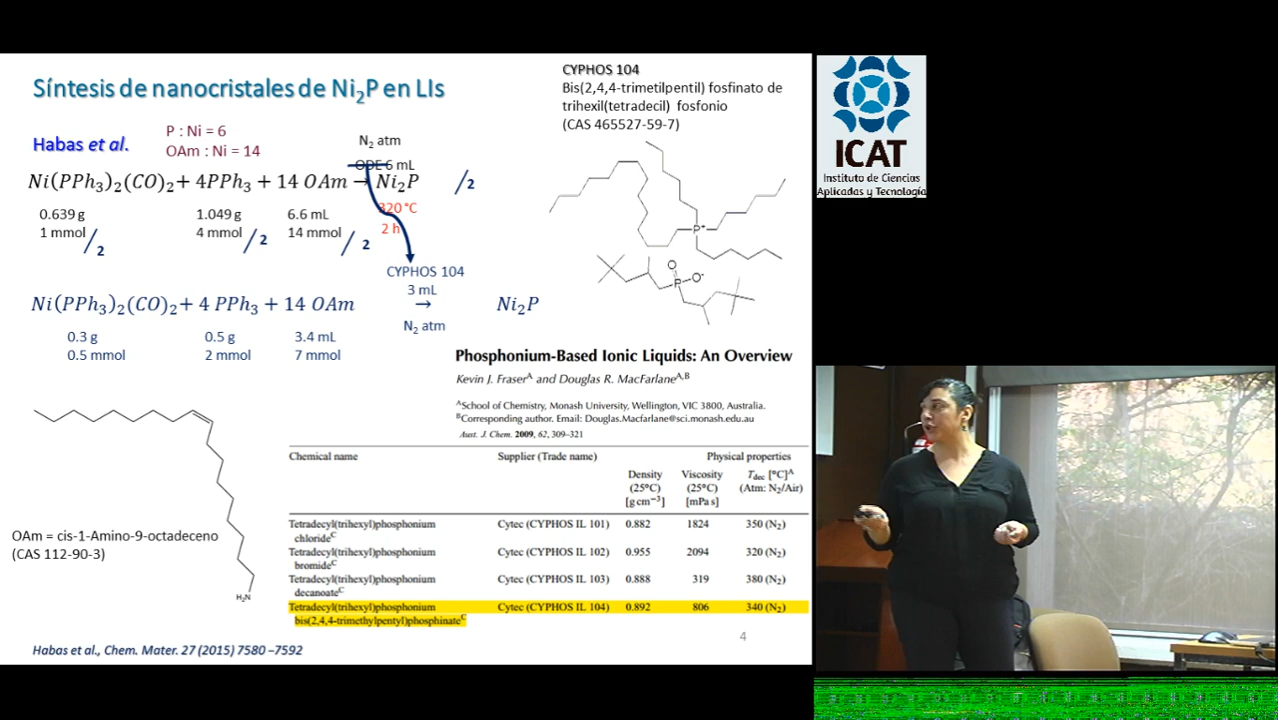 Síntesis de nanocristales de Ni2P en LIs
CYPHOS 104
Bis(2,4,4-trimetilpentil) fosfinato de
trihexil(tetradecil) fosfonio
(CAS 465527-59-7)
ICAT
Instituto de Ciencias
Aplicadas y Tecnología
Habas et al.
P : Ni = 6
OAm : Ni = 14
N2 atm
ODE 6 mL
Ni(PPh3)2(CO)2 + 4PPh3 + 14 OAm → Ni2P
/2
320 °C
2 h
0.639 g
1 mmol
/2
1.049 g
4 mmol
/2
6.6 mL
14 mmol
/2
P+
O
P
O-
CYPHOS 104
3 mL
→
N2 atm
Ni(PPh3)2(CO)2 + 4 PPh3 + 14 OAm
Ni2P
0.3 g
0.5 mmol
0.5 g
2 mmol
3.4 mL
7 mmol
Phosphonium-Based Ionic Liquids: An Overview
Kevin J. FraserA and Douglas R. MacFarlaneA,B
ASchool of Chemistry, Monash University, Wellington, VIC 3800, Australia.
BCorresponding author. Email: Douglas.Macfarlane@sci.monash.edu.au
Aust. J. Chem. 2009, 62, 309–321
Chemical name Supplier (Trade name) Physical properties
Density Viscosity Tdec [°C]A
(25°C) (25°C) (Atm: N2/Air)
[g cm−3] [mPa s]
Tetradecyl(trihexyl)phosphonium Cytec (CYPHOS IL 101) 0.882 1824 350 (N2)
chlorideC
Tetradecyl(trihexyl)phosphonium Cytec (CYPHOS IL 102) 0.955 2094 320 (N2)
bromideC
Tetradecyl(trihexyl)phosphonium Cytec (CYPHOS IL 103) 0.888 319 380 (N2)
decanoateC
Tetradecyl(trihexyl)phosphonium Cytec (CYPHOS IL 104) 0.892 806 340 (N2)
bis(2,4,4-trimethylpentyl)phosphinateC
OAm = cis-1-Amino-9-octadeceno
(CAS 112-90-3)
H2N
4
Habas et al., Chem. Mater. 27 (2015) 7580 –7592